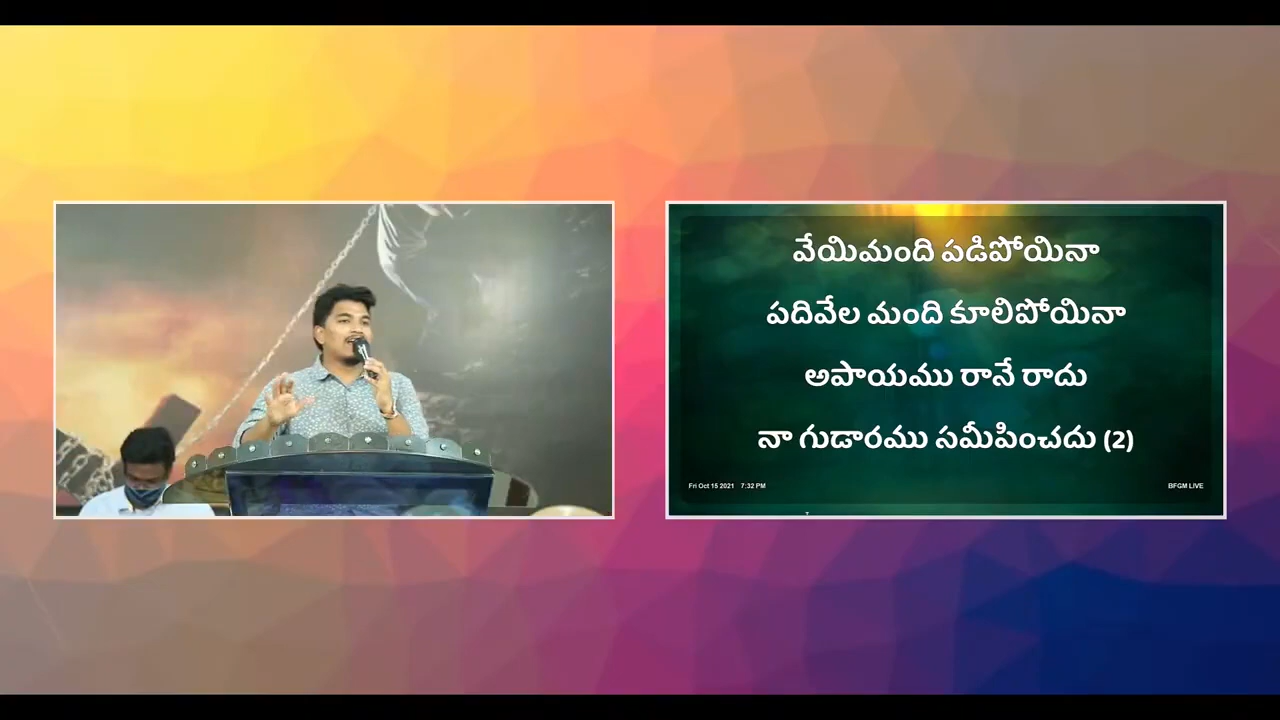 వేయిమంది పడిపోయినా
పదివేల మంది కూలిపోయినా
అపాయము రానే రాదు
నా గుడారము సమీపించదు (2)
Fri Oct 15 2021 7:32 PM
BFGM LIVE